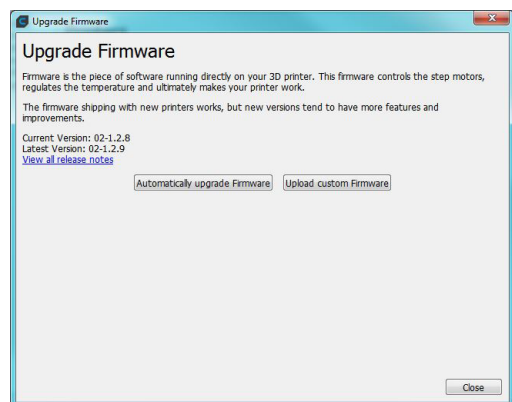 Upgrade Firmware
Upgrade Firmware
Firmware is the piece of software running directly on your 3D printer. This firmware controls the step motors,
regulates the temperature and ultimately makes your printer work.
The firmware shipping with new printers works, but new versions tend to have more features and
improvements.
Current Version: 02-1.2.8
Latest Version: 02-1.2.9
View all release notes
Automatically upgrade Firmware Upload custom Firmware
Close